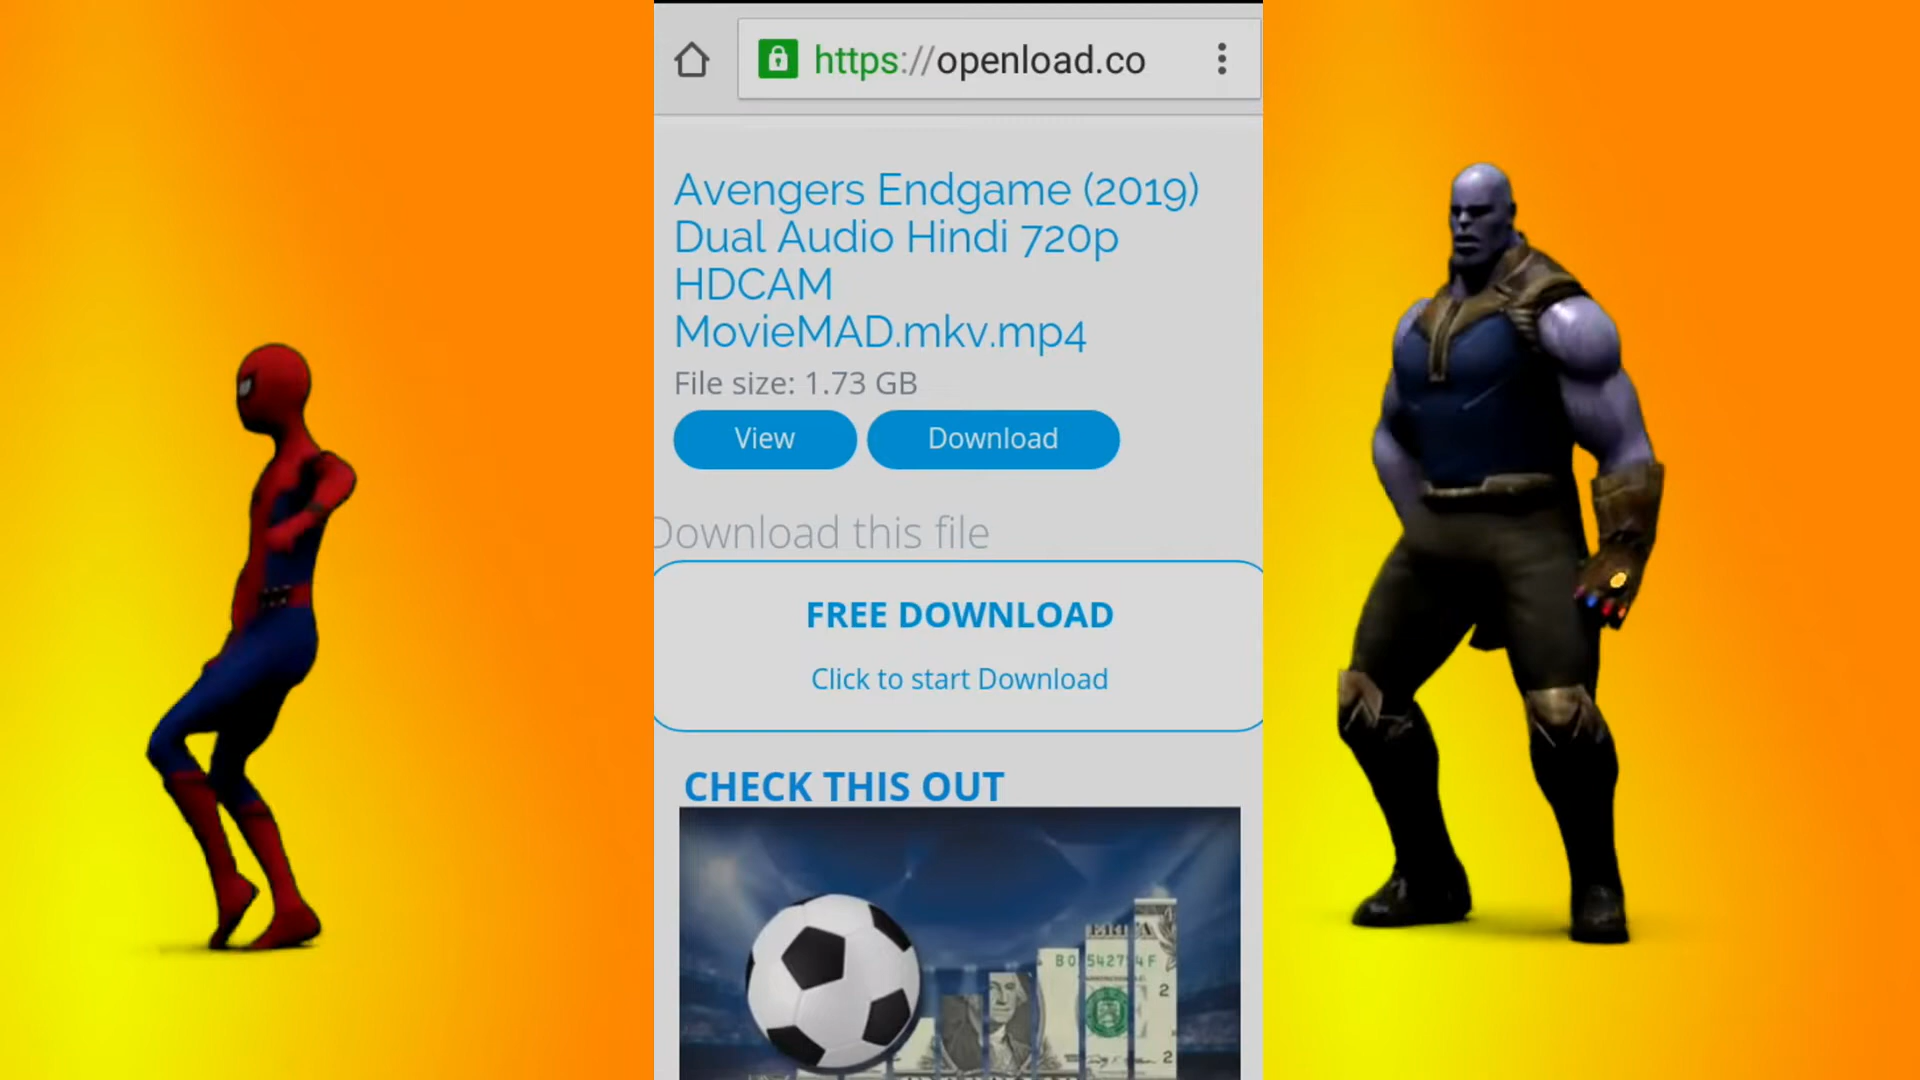 https://openload.co
Avengers Endgame (2019)
Dual Audio Hindi 720p
HDCAM
MovieMAD.mkv.mp4
File size: 1.73 GB
View Download
Download this file
FREE DOWNLOAD
Click to start Download
CHECK THIS OUT